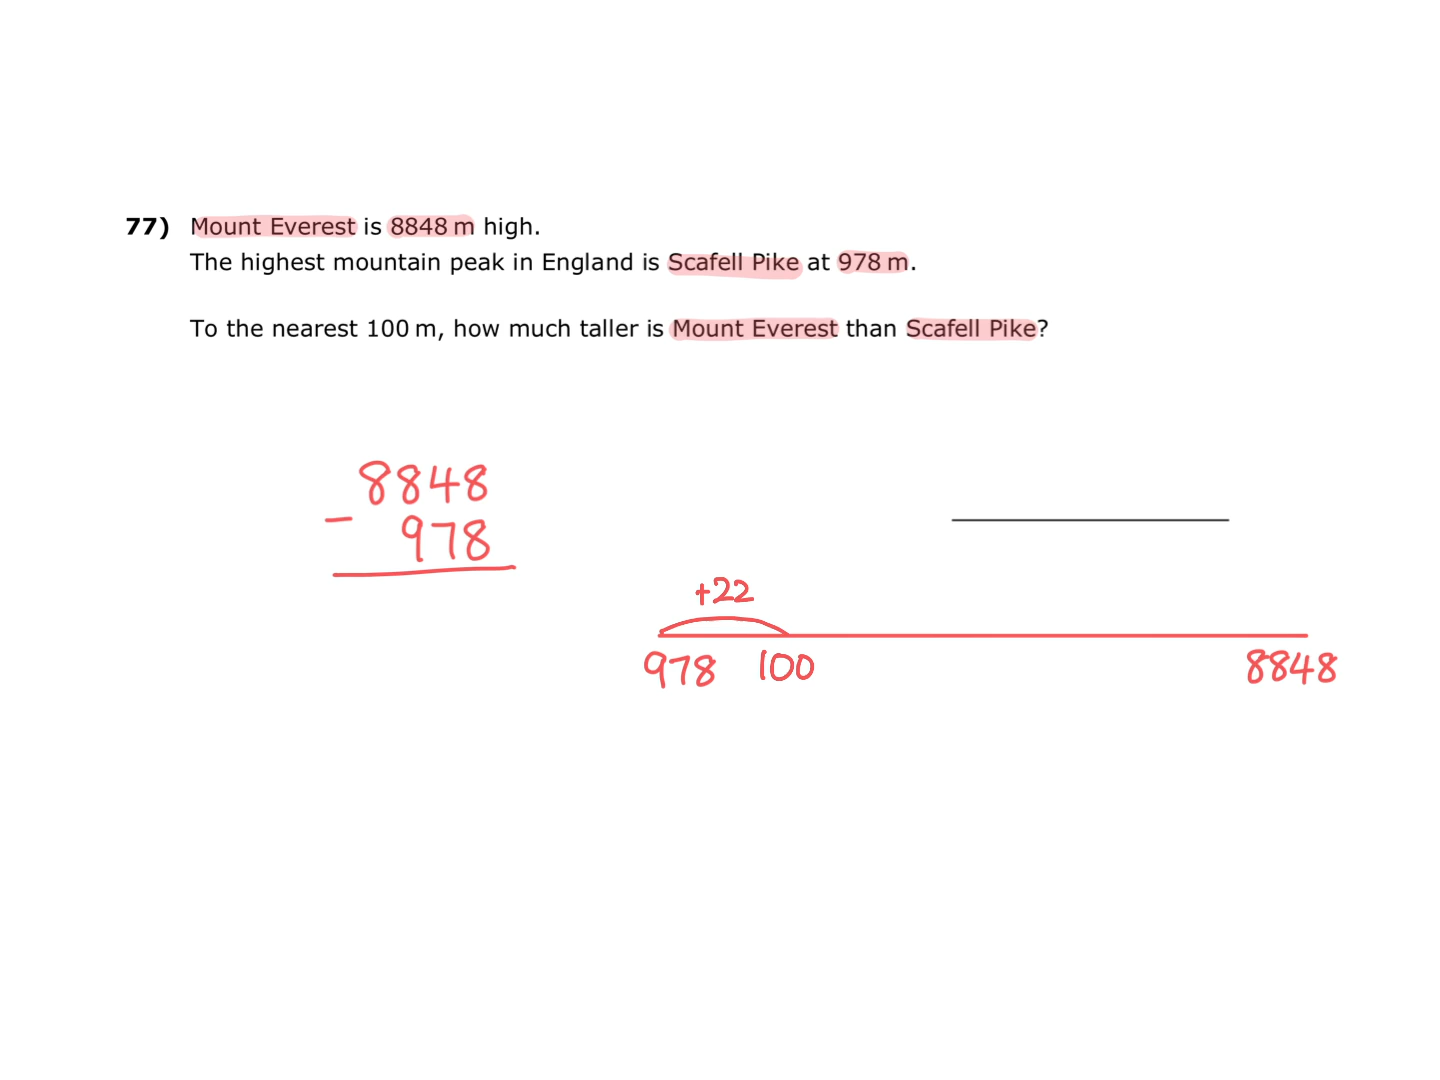 77) Mount Everest is 8848 m high.
The highest mountain peak in England is Scafell Pike at 978 m.
To the nearest 100 m, how much taller is Mount Everest than Scafell Pike?
8848
- 978
+22
978 100 8848